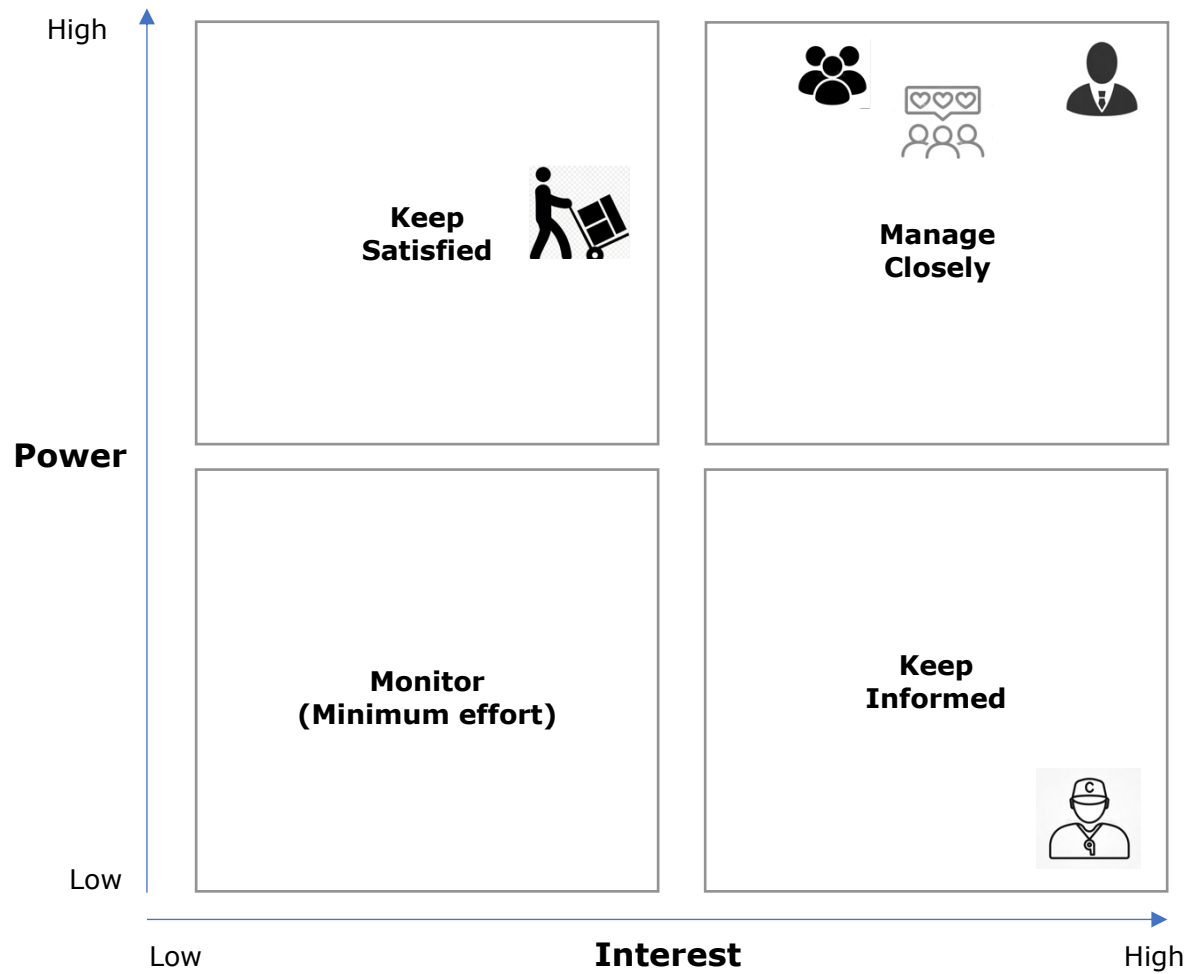 High
Keep
Satisfied
Manage
Closely
Power
Monitor
(Minimum effort)
Keep
Informed
C
Low
Low
Interest
High